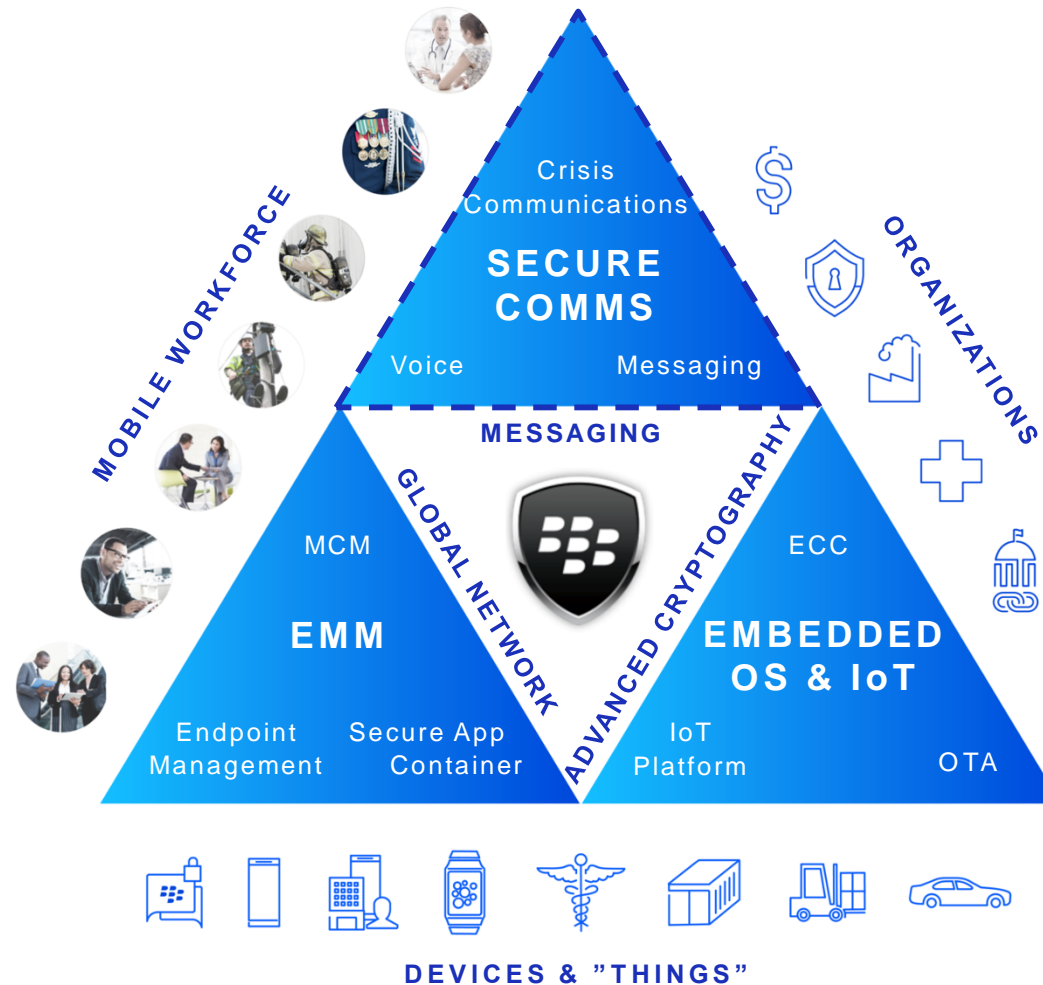 Crisis
Communications
SECURE
COMMS
Voice
Messaging
MOBILE WORKFORCE
ORGANIZATIONS
MESSAGING
GLOBAL NETWORK
ADVANCED CRYPTOGRAPHY
MCM
EMM
Endpoint
Management
Secure App
Container
ECC
EMBEDDED
OS & IoT
IoT
Platform
OTA
DEVICES & ”THINGS”